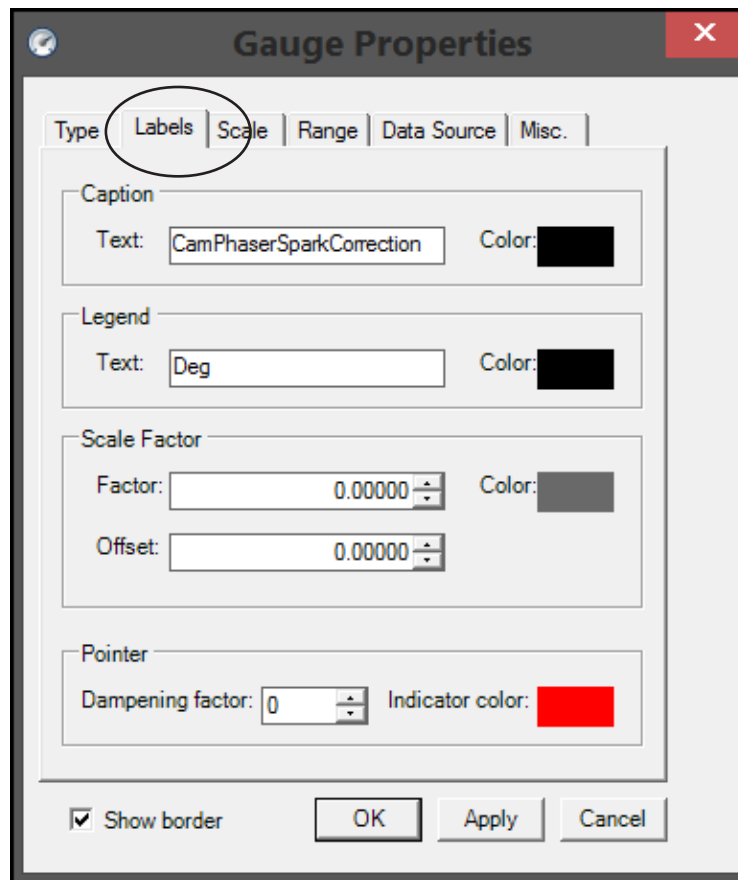 Gauge Properties
Type Labels Scale Range Data Source Misc.
Caption
Text: CamPhaserSparkCorrection Color:
Legend
Text: Deg Color:
Scale Factor
Factor: 0.00000 Color:
Offset: 0.00000
Pointer
Dampening factor: 0 Indicator color:
Show border OK Apply Cancel